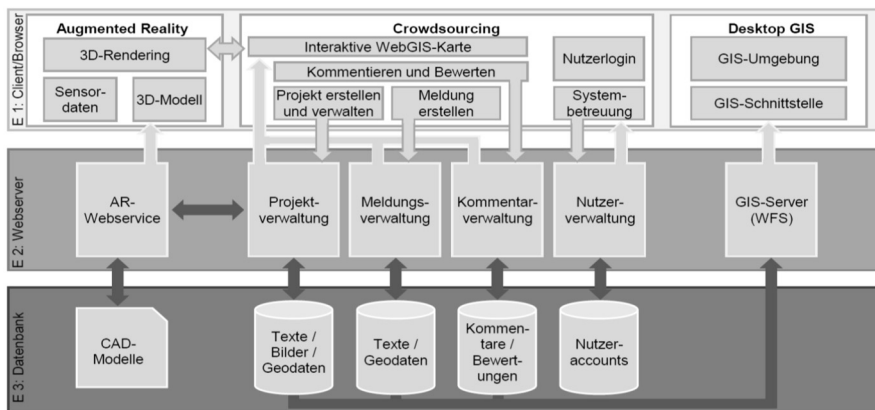 E 1: Client/Browser
Augmented Reality
3D-Rendering
Sensor-
daten
3D-Modell
Crowdsourcing
Interaktive WebGIS-Karte
Kommentieren und Bewerten
Projekt erstellen
und verwalten
Meldung
erstellen
Nutzerlogin
System-
betreuung
Desktop GIS
GIS-Umgebung
GIS-Schnittstelle
E 2: Webserver
AR-
Webservice
Projekt-
verwaltung
Meldungs-
verwaltung
Kommentar-
verwaltung
Nutzer-
verwaltung
GIS-Server
(WFS)
E 3: Datenbank
CAD-
Modelle
Texte /
Bilder /
Geodaten
Texte /
Geodaten
Kommen-
tare /
Bewert-
ungen
Nutzer-
accounts